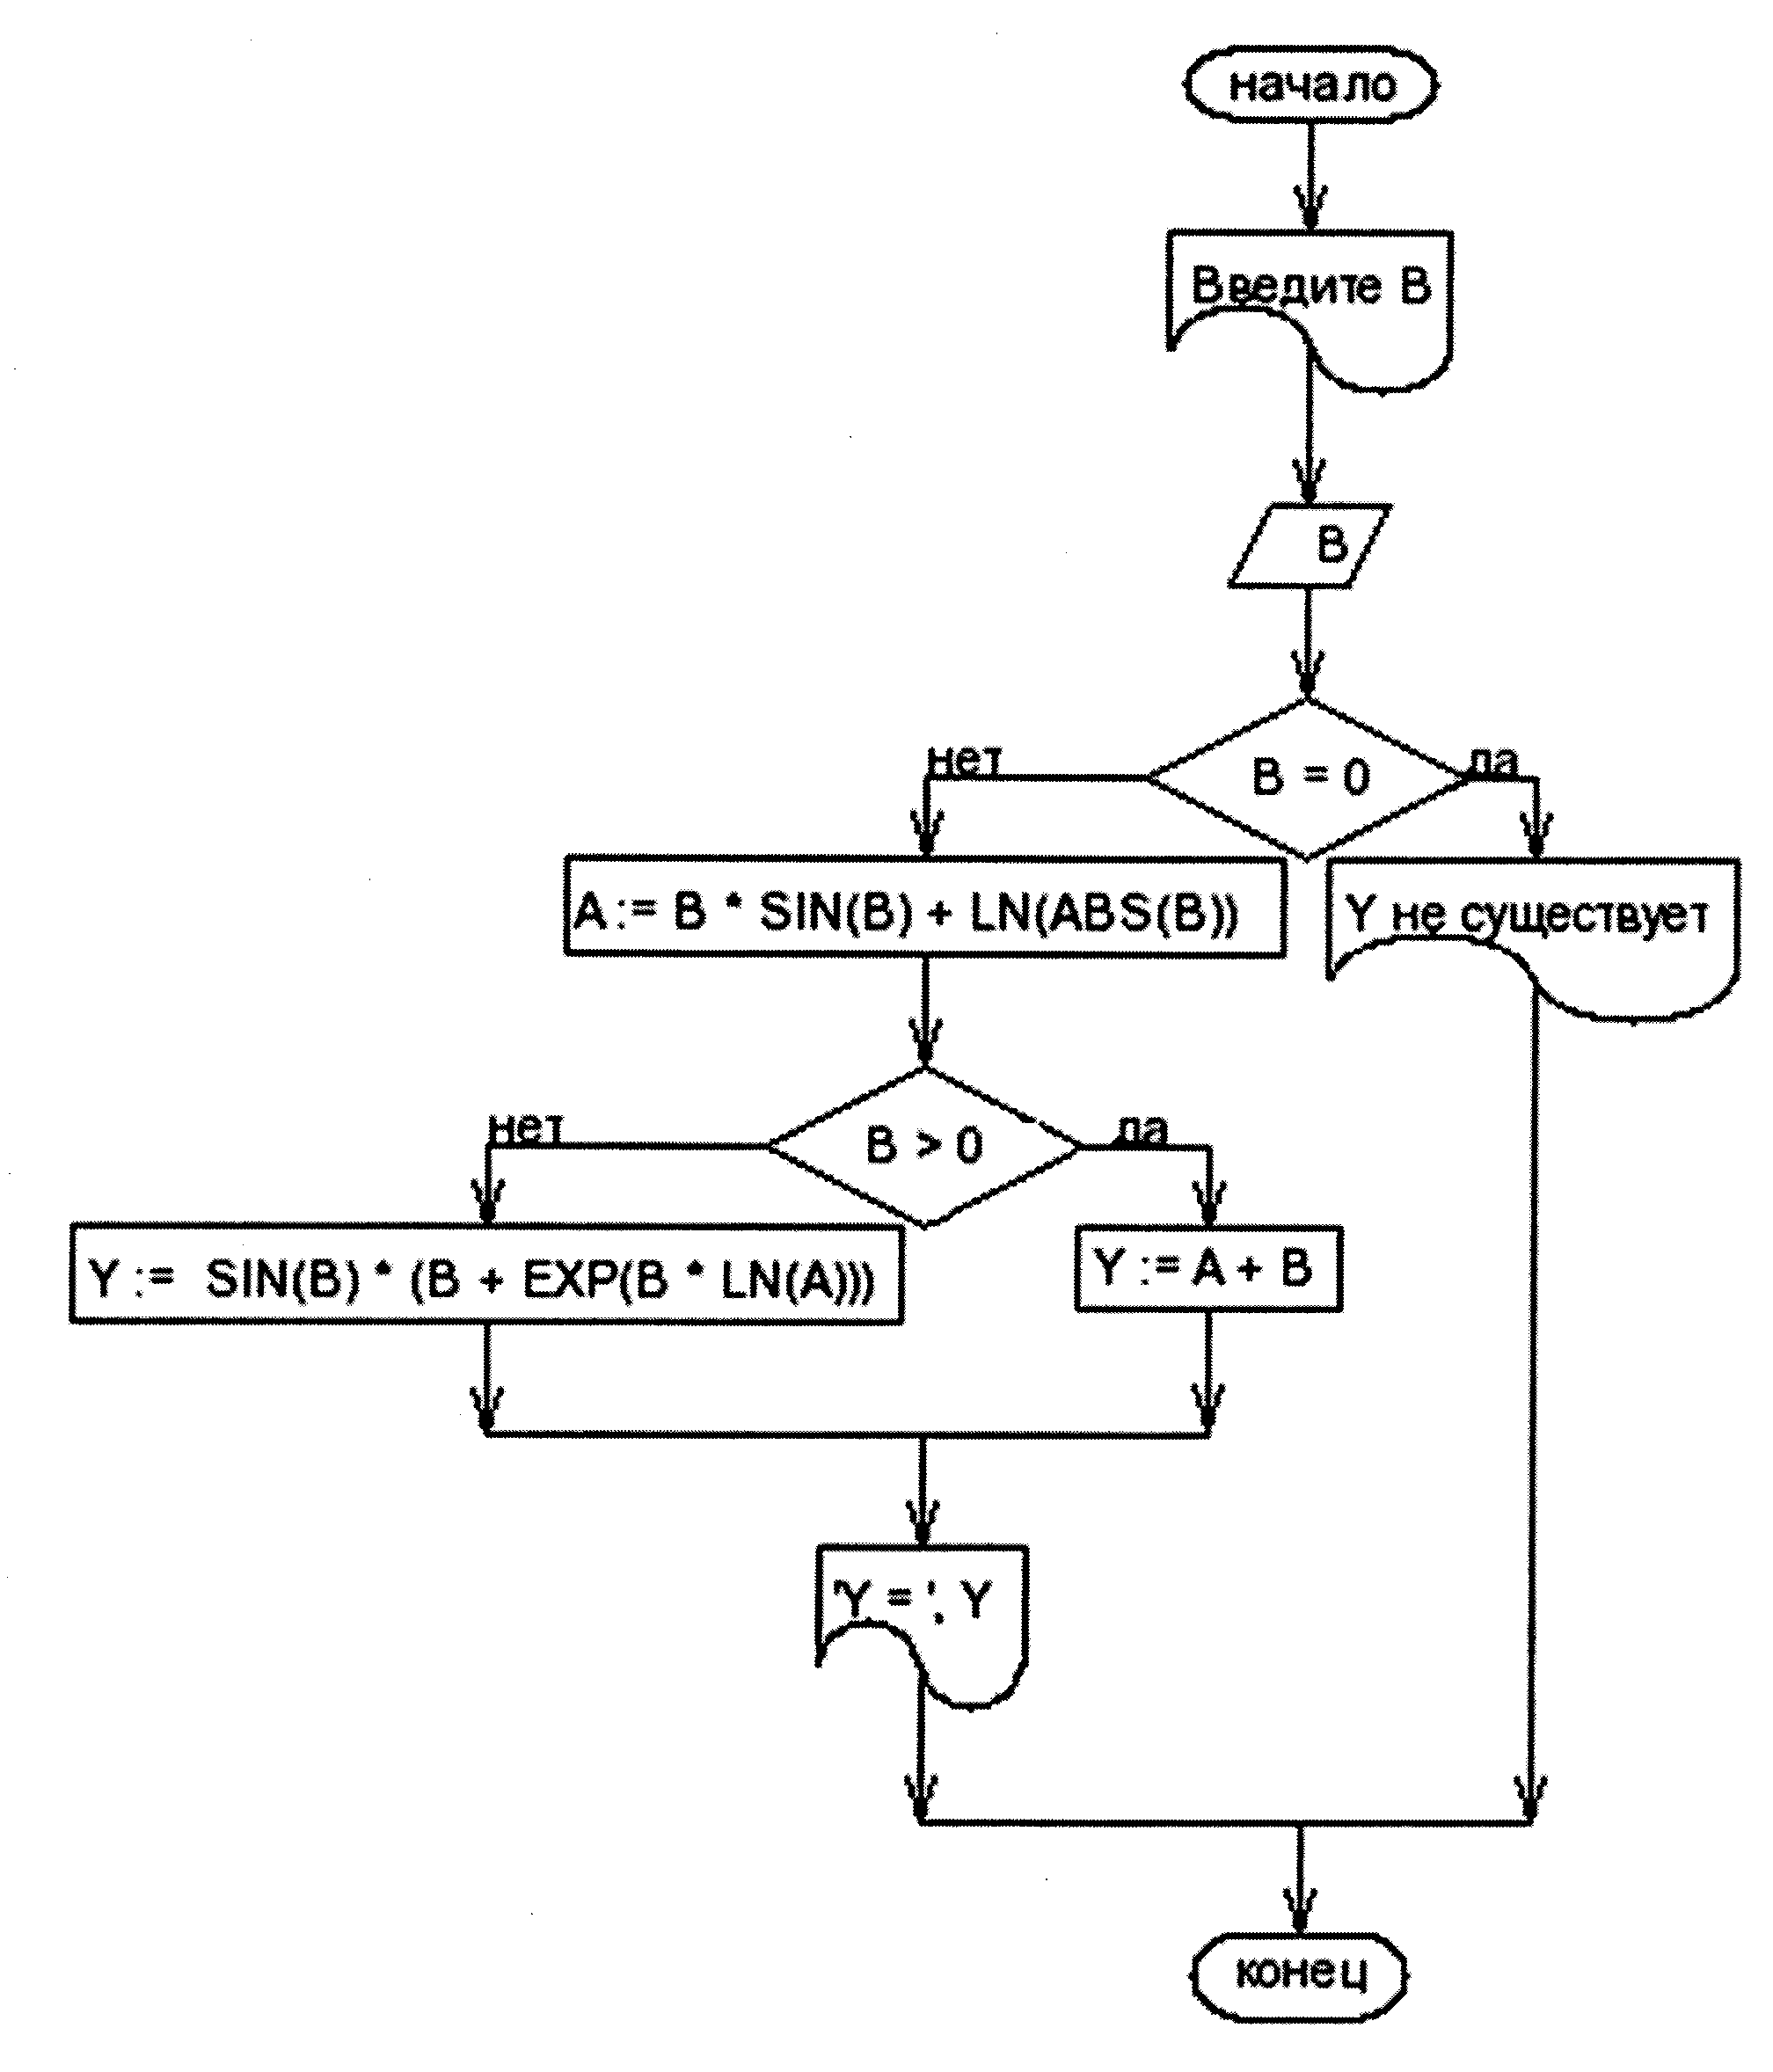 начало
Введите В
В
В = 0
нет
да
A := B * SIN(B) + LN(ABS(B))
Y не существует
B > 0
нет
да
Y := SIN(B) * (B + EXP(B * LN(A)))
Y := A + B
'Y = ', Y
конец